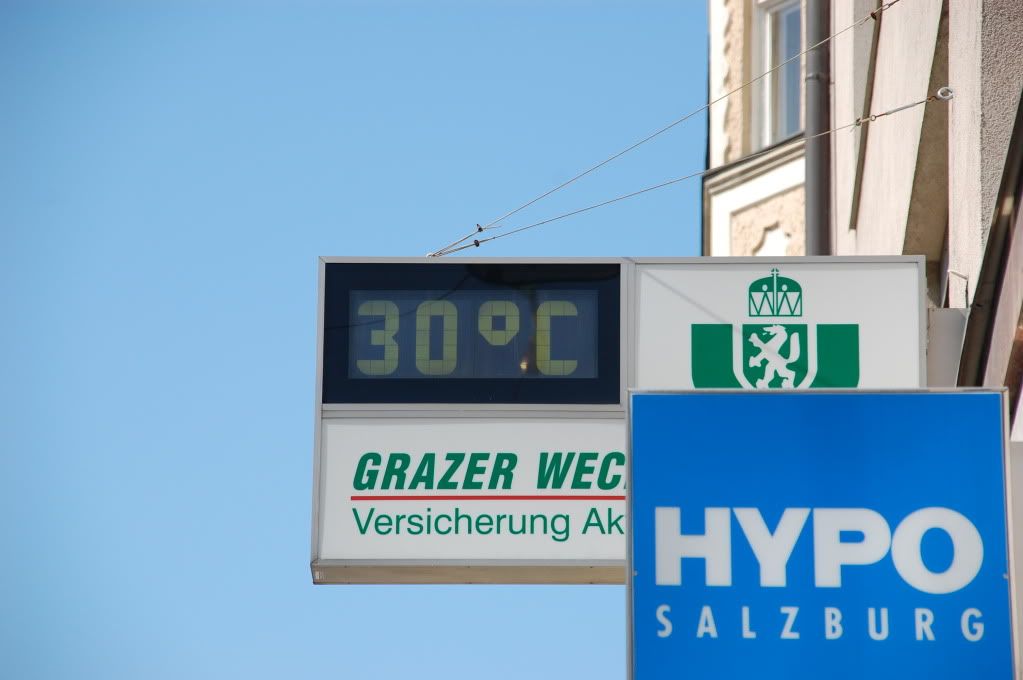 30°C
GRAZER WEC
Versicherung Ak
HYPO
SALZBURG